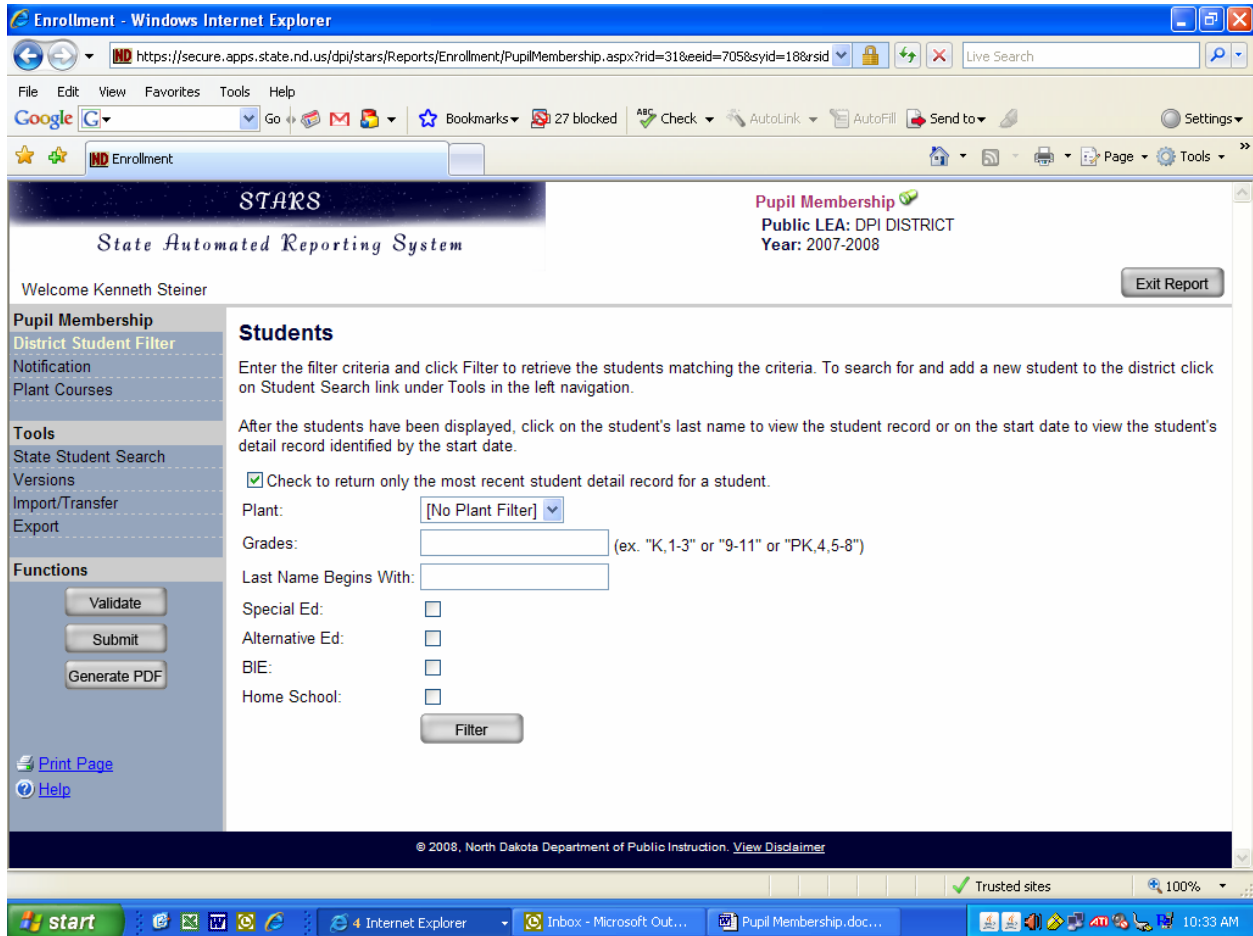 Enrollment - Windows Internet Explorer
ND https://secure.apps.state.nd.us/dpi/stars/Reports/Enrollment/PupilMembership.aspx?rid=31&eeid=705&syid=18&rsid
Live Search
File Edit View Favorites Tools Help
Google G Go Bookmarks 27 blocked ABC Check AutoLink AutoFill Send to Settings
ND Enrollment Page Tools »
STARS
State Automated Reporting System
Pupil Membership
Public LEA: DPI DISTRICT
Year: 2007-2008
Welcome Kenneth Steiner
Exit Report
Pupil Membership
District Student Filter
Notification
Plant Courses
Tools
State Student Search
Versions
Import/Transfer
Export
Functions
Validate
Submit
Generate PDF
Print Page
Help
Students
Enter the filter criteria and click Filter to retrieve the students matching the criteria. To search for and add a new student to the district click
on Student Search link under Tools in the left navigation.
After the students have been displayed, click on the student's last name to view the student record or on the start date to view the student's
detail record identified by the start date.
Check to return only the most recent student detail record for a student.
Plant: [No Plant Filter]
Grades: (ex. "K,1-3" or "9-11" or "PK,4,5-8")
Last Name Begins With:
Special Ed:
Alternative Ed:
BIE:
Home School:
Filter
© 2008, North Dakota Department of Public Instruction. View Disclaimer
Trusted sites 100%
start 4 Internet Explorer Inbox - Microsoft Out... Pupil Membership.doc... 10:33 AM